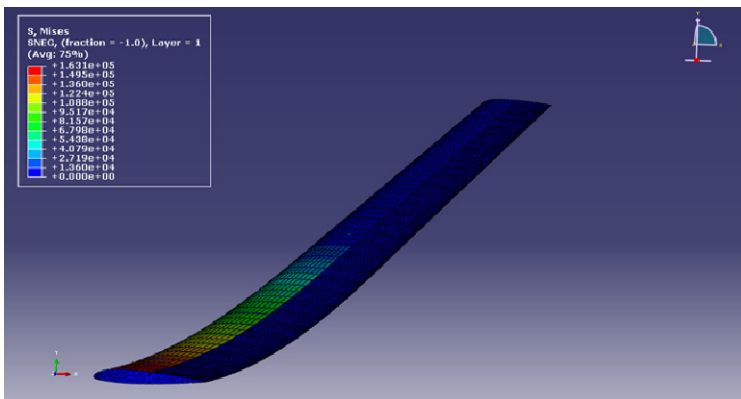 S, Mises
SNEG, (fraction = -1.0), Layer = 1
(Avg: 75%)
+1.631e+05
+1.495e+05
+1.360e+05
+1.224e+05
+1.088e+05
+9.517e+04
+8.157e+04
+6.798e+04
+5.438e+04
+4.079e+04
+2.719e+04
+1.360e+04
+0.000e+00